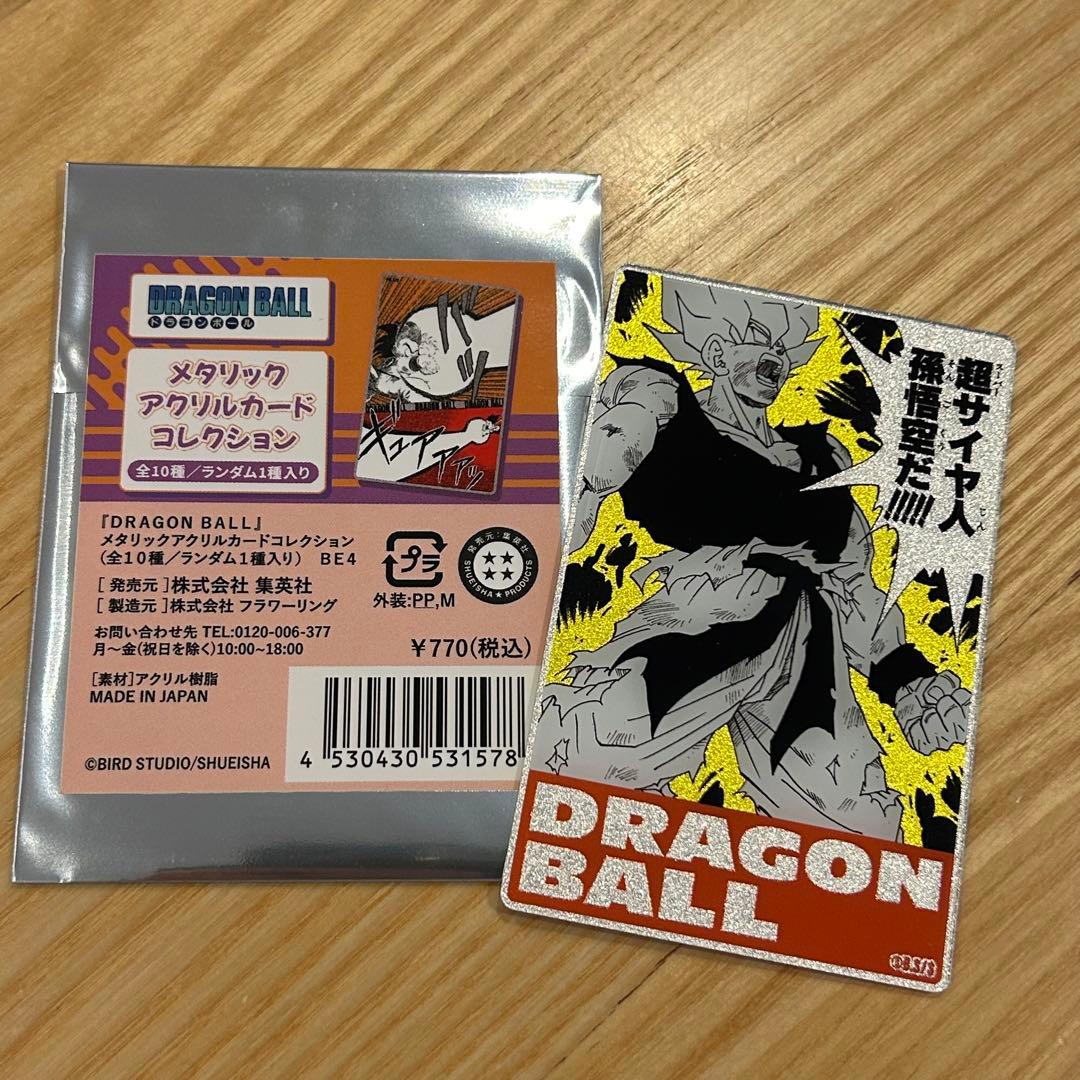 DRAGON BALL
ドラゴンボール
メタリック
アクリルカード
コレクション
全10種/ランダム1種入り
DRAGON BALL
ギュアアアッ
『DRAGON BALL』
メタリックアクリルカードコレクション
(全10種/ランダム1種入り) BE4
[発売元]株式会社 集英社
[製造元]株式会社 フラワーリング
お問い合わせ先 TEL:0120-006-377
月〜金(祝日を除く)10:00~18:00
[素材]アクリル樹脂
MADE IN JAPAN
©BIRD STUDIO/SHUEISHA
プラ
外装:PP,M
発売元:集英社
SHUEISHA★PRODUCTS
¥770(税込)
4 530430 531578
超サイヤ人
孫悟空だ!!!!!
DRAGON
BALL
©B.S/S